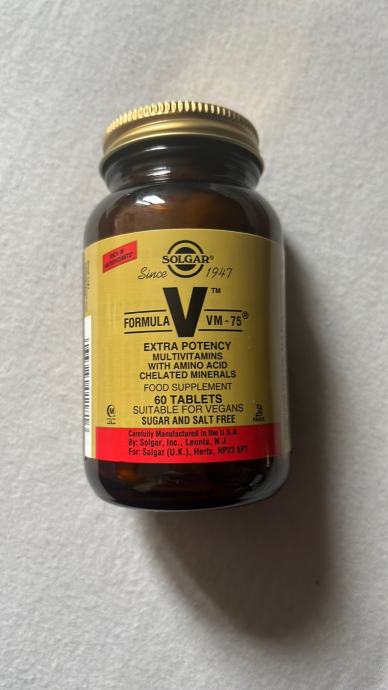 SOLGAR®
Since 1947
V™
FORMULA VM-75®
EXTRA POTENCY
MULTIVITAMINS
WITH AMINO ACID
CHELATED MINERALS
FOOD SUPPLEMENT
60 TABLETS
SUITABLE FOR VEGANS
SUGAR AND SALT FREE
Carefully Manufactured in the U.S.A.
By: Solgar, Inc., Leonia, N.J.
For: Solgar (U.K.), Herts, HP23 5PT